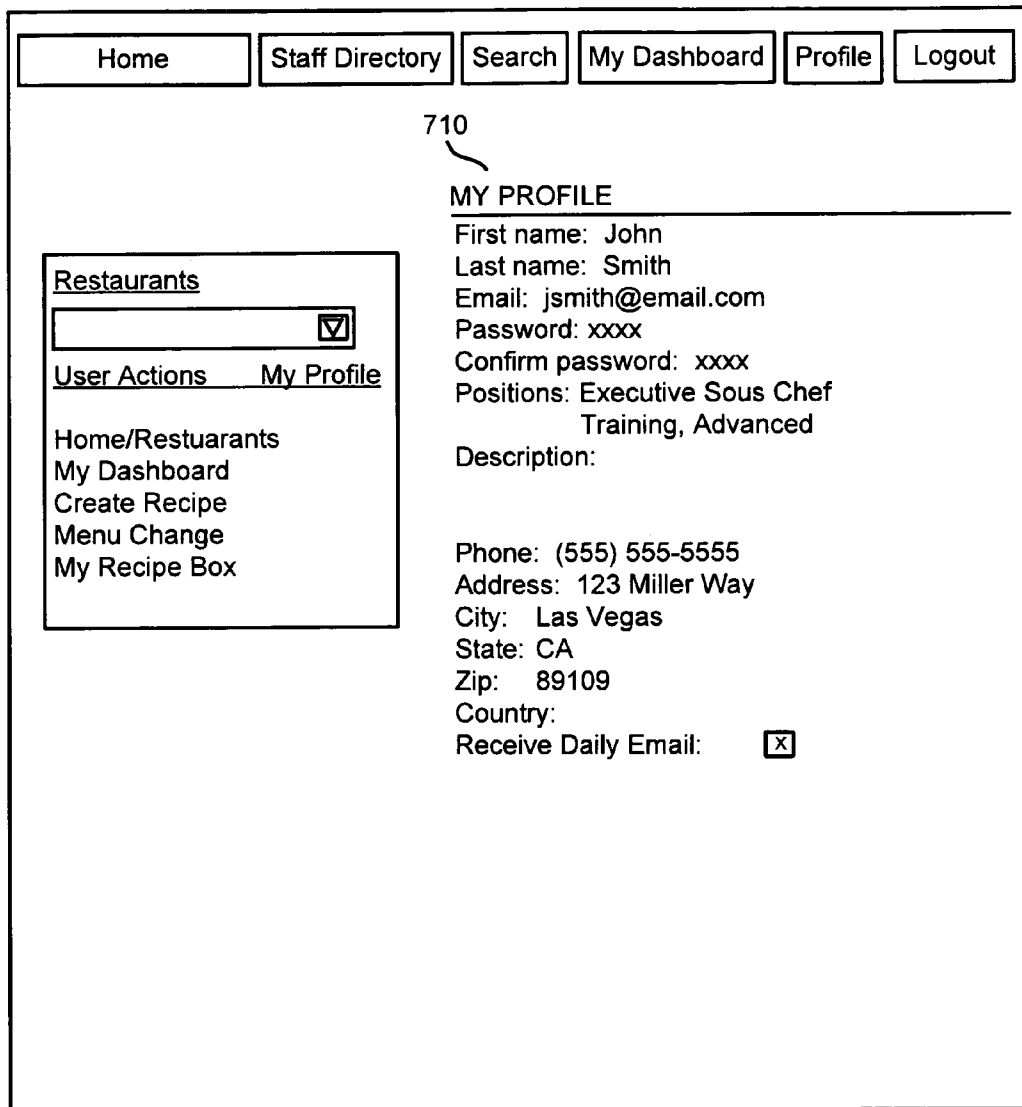 Home Staff Directory Search My Dashboard Profile Logout
710
MY PROFILE
First name: John
Last name: Smith
Email: jsmith@email.com
Password: xxxx
Confirm password: xxxx
Positions: Executive Sous Chef
Training, Advanced
Description:
Phone: (555) 555-5555
Address: 123 Miller Way
City: Las Vegas
State: CA
Zip: 89109
Country:
Receive Daily Email: x
Restaurants
User Actions My Profile
Home/Restuarants
My Dashboard
Create Recipe
Menu Change
My Recipe Box